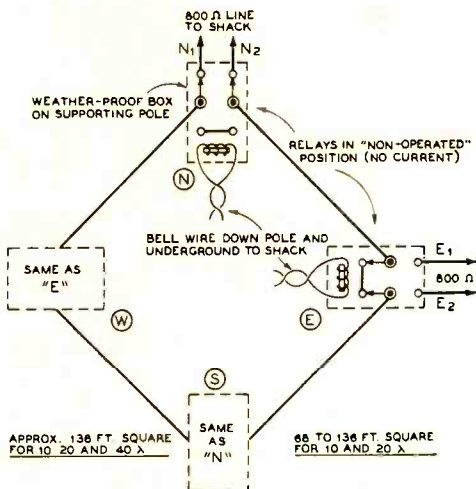 800 Ω LINE
TO SHACK
N1 N2
WEATHER-PROOF BOX
ON SUPPORTING POLE
RELAYS IN "NON-OPERATED"
POSITION (NO CURRENT)
N
BELL WIRE DOWN POLE AND
UNDERGROUND TO SHACK
E1
800 Ω
E2
E
SAME AS
"E"
W
S
SAME
AS
"N"
APPROX. 136 FT. SQUARE
FOR 10 20 AND 40 λ
68 TO 136 FT. SQUARE
FOR 10 AND 20 λ